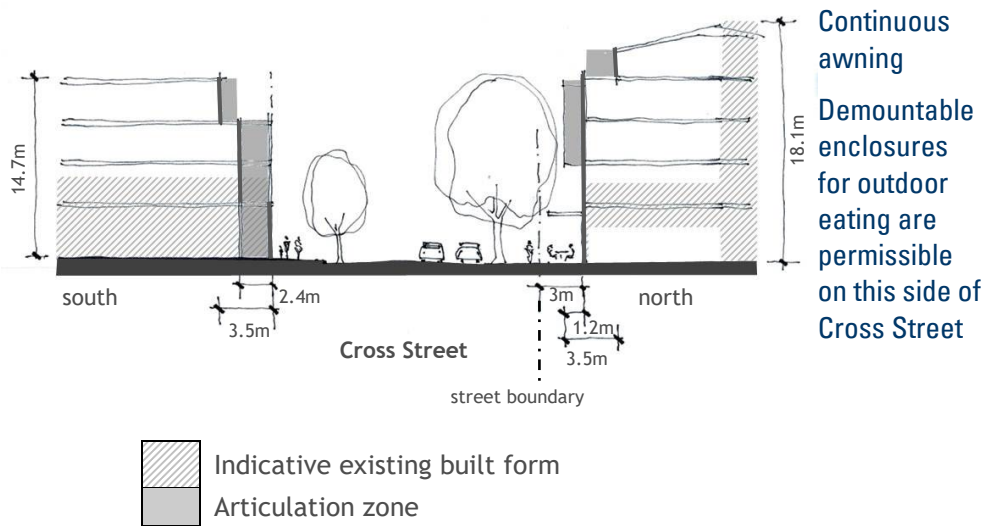 Continuous
awning
Demountable
enclosures
for outdoor
eating are
permissible
on this side of
Cross Street
14.7m
18.1m
south
2.4m
3.5m
3m
north
1.2m
3.5m
Cross Street
street boundary
Indicative existing built form
Articulation zone